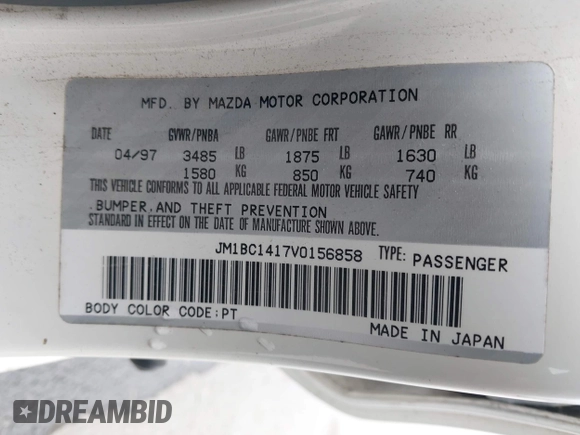 MFD. BY MAZDA MOTOR CORPORATION
DATE GVWR/PNBA GAWR/PNBE FRT GAWR/PNBE RR
04/97 3485 LB 1875 LB 1630 LB
1580 KG 850 KG 740 KG
THIS VEHICLE CONFORMS TO ALL APPLICABLE FEDERAL MOTOR VEHICLE SAFETY
,BUMPER,AND THEFT PREVENTION
STANDARD IN EFFECT ON THE DATE OF MANUFACTURE SHOWN ABOVE.
JM1BC1417V0156858 TYPE: PASSENGER
BODY COLOR CODE:PT
MADE IN JAPAN
DREAMBID